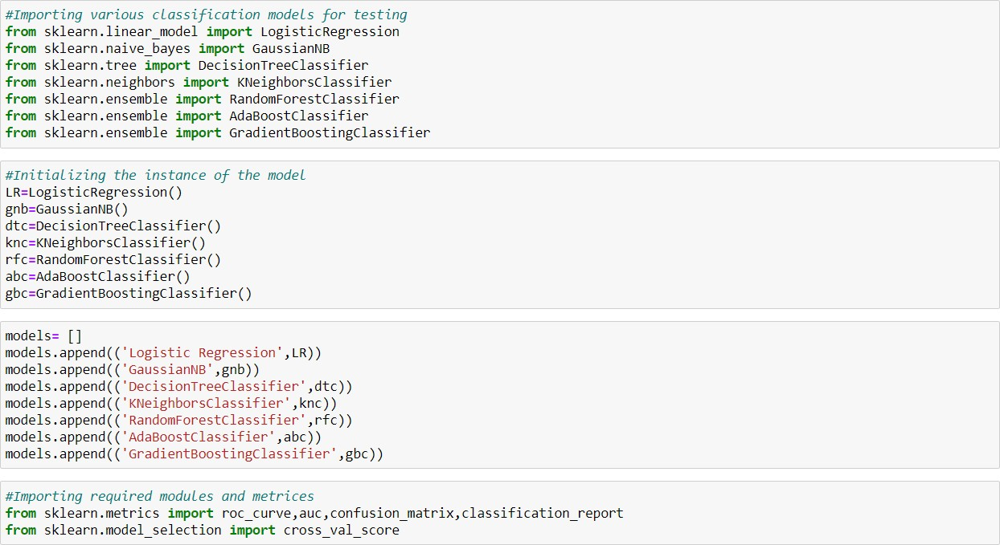 #Importing various classification models for testing
from sklearn.linear_model import LogisticRegression
from sklearn.naive_bayes import GaussianNB
from sklearn.tree import DecisionTreeClassifier
from sklearn.neighbors import KNeighborsClassifier
from sklearn.ensemble import RandomForestClassifier
from sklearn.ensemble import AdaBoostClassifier
from sklearn.ensemble import GradientBoostingClassifier
#Initializing the instance of the model
LR=LogisticRegression()
gnb=GaussianNB()
dtc=DecisionTreeClassifier()
knc=KNeighborsClassifier()
rfc=RandomForestClassifier()
abc=AdaBoostClassifier()
gbc=GradientBoostingClassifier()
models= []
models.append(('Logistic Regression',LR))
models.append(('GaussianNB',gnb))
models.append(('DecisionTreeClassifier',dtc))
models.append(('KNeighborsClassifier',knc))
models.append(('RandomForestClassifier',rfc))
models.append(('AdaBoostClassifier',abc))
models.append(('GradientBoostingClassifier',gbc))
#Importing required modules and metrices
from sklearn.metrics import roc_curve,auc,confusion_matrix,classification_report
from sklearn.model_selection import cross_val_score